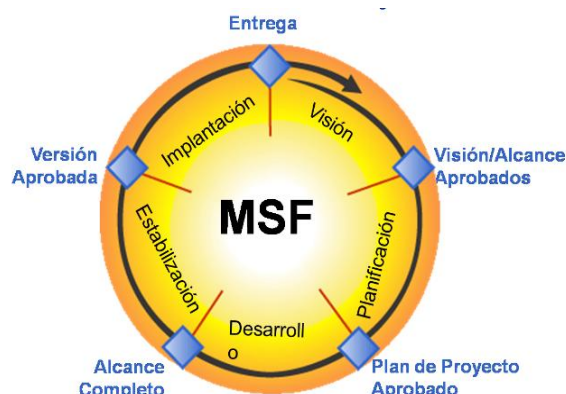 Entrega
Visión
Visión/Alcance
Aprobados
Planificación
Plan de Proyecto
Aprobado
Desarroll
o
Alcance
Completo
Estabilización
Versión
Aprobada
Implantación
MSF